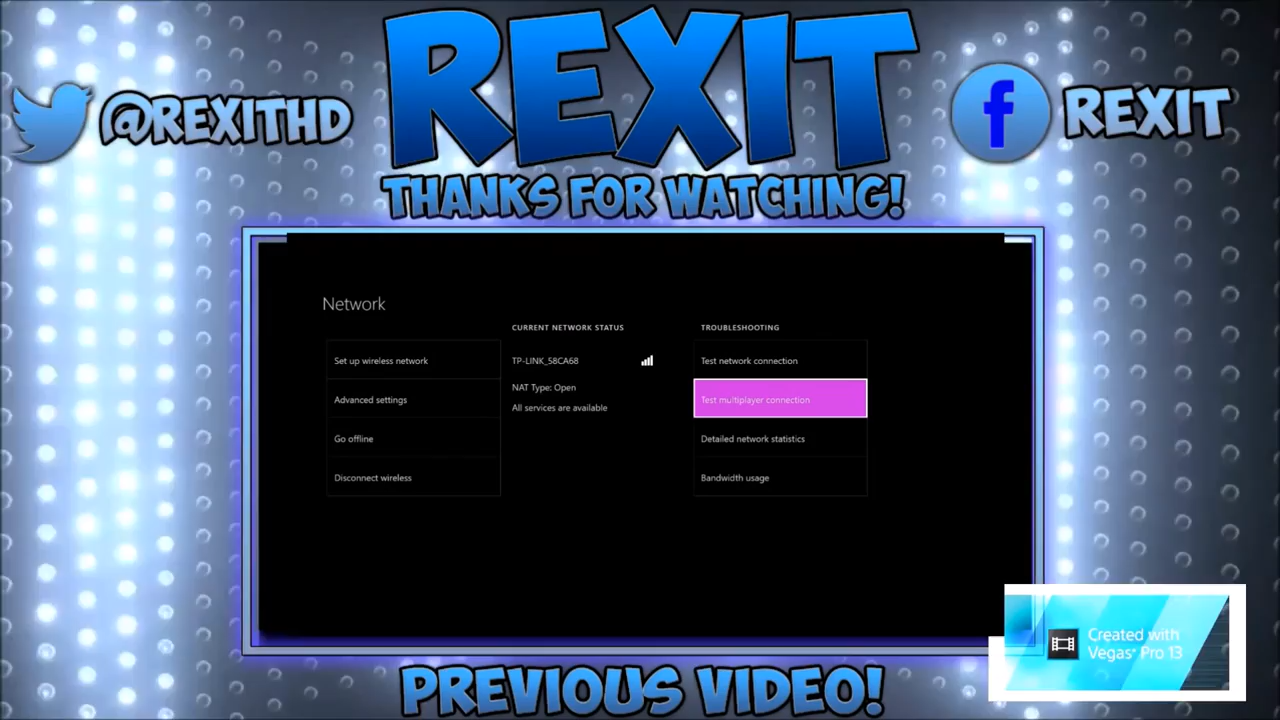 REXIT
@REXITHD
REXIT
THANKS FOR WATCHING!
Network
CURRENT NETWORK STATUS
TROUBLESHOOTING
Set up wireless network
TP-LINK_58CA68
Test network connection
NAT Type: Open
Advanced settings
All services are available
Test multiplayer connection
Go offline
Detailed network statistics
Disconnect wireless
Bandwidth usage
Created with
Vegas® Pro 13
PREVIOUS VIDEO!